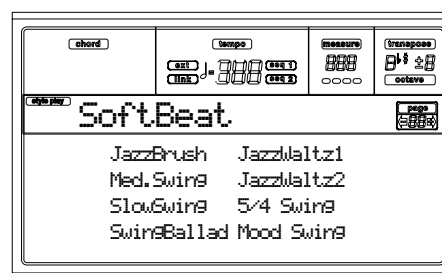 chord tempo measure transpose
ext seq 1
link seq 2
octave
style play
SoftBeat
page
JazzBrush JazzWaltz1
Med.Swing JazzWaltz2
SlowSwing 5/4 Swing
SwingBallad Mood Swing